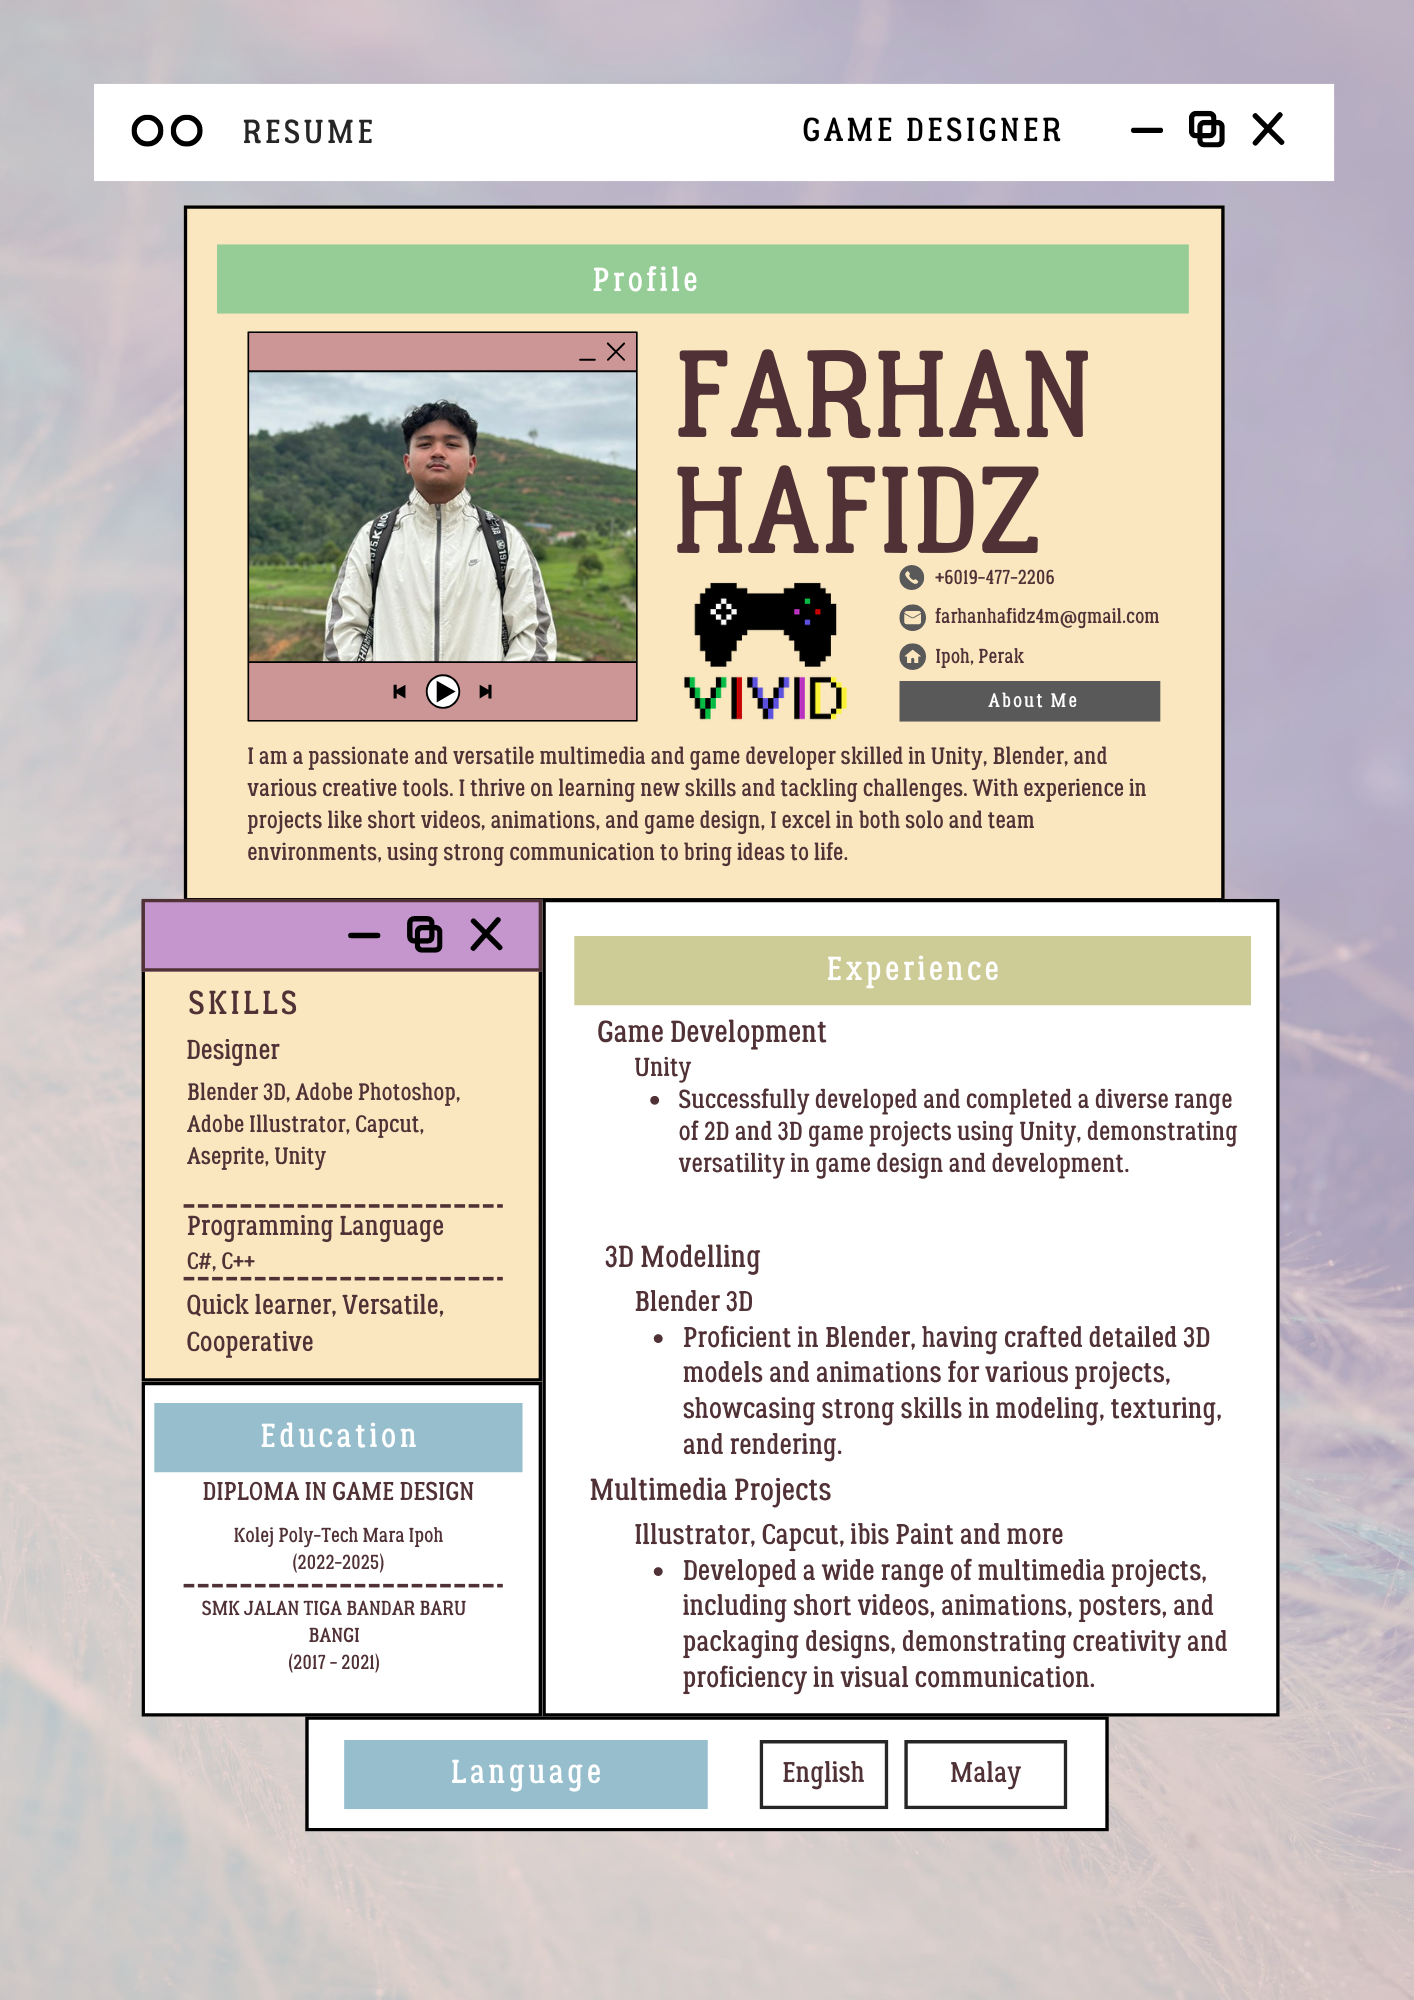 RESUME
GAME DESIGNER
Profile
FARHAN
HAFIDZ
+6019-477-2206
farhanhafidz4m@gmail.com
Ipoh, Perak
VIVID
About Me
I am a passionate and versatile multimedia and game developer skilled in Unity, Blender, and
various creative tools. I thrive on learning new skills and tackling challenges. With experience in
projects like short videos, animations, and game design, I excel in both solo and team
environments, using strong communication to bring ideas to life.
SKILLS
Designer
Blender 3D, Adobe Photoshop,
Adobe Illustrator, Capcut,
Aseprite, Unity
Programming Language
C#, C++
Quick learner, Versatile,
Cooperative
Education
DIPLOMA IN GAME DESIGN
Kolej Poly-Tech Mara Ipoh
(2022-2025)
SMK JALAN TIGA BANDAR BARU
BANGI
(2017 - 2021)
Experience
Game Development
Unity
• Successfully developed and completed a diverse range
of 2D and 3D game projects using Unity, demonstrating
versatility in game design and development.
3D Modelling
Blender 3D
• Proficient in Blender, having crafted detailed 3D
models and animations for various projects,
showcasing strong skills in modeling, texturing,
and rendering.
Multimedia Projects
Illustrator, Capcut, ibis Paint and more
• Developed a wide range of multimedia projects,
including short videos, animations, posters, and
packaging designs, demonstrating creativity and
proficiency in visual communication.
Language
English
Malay